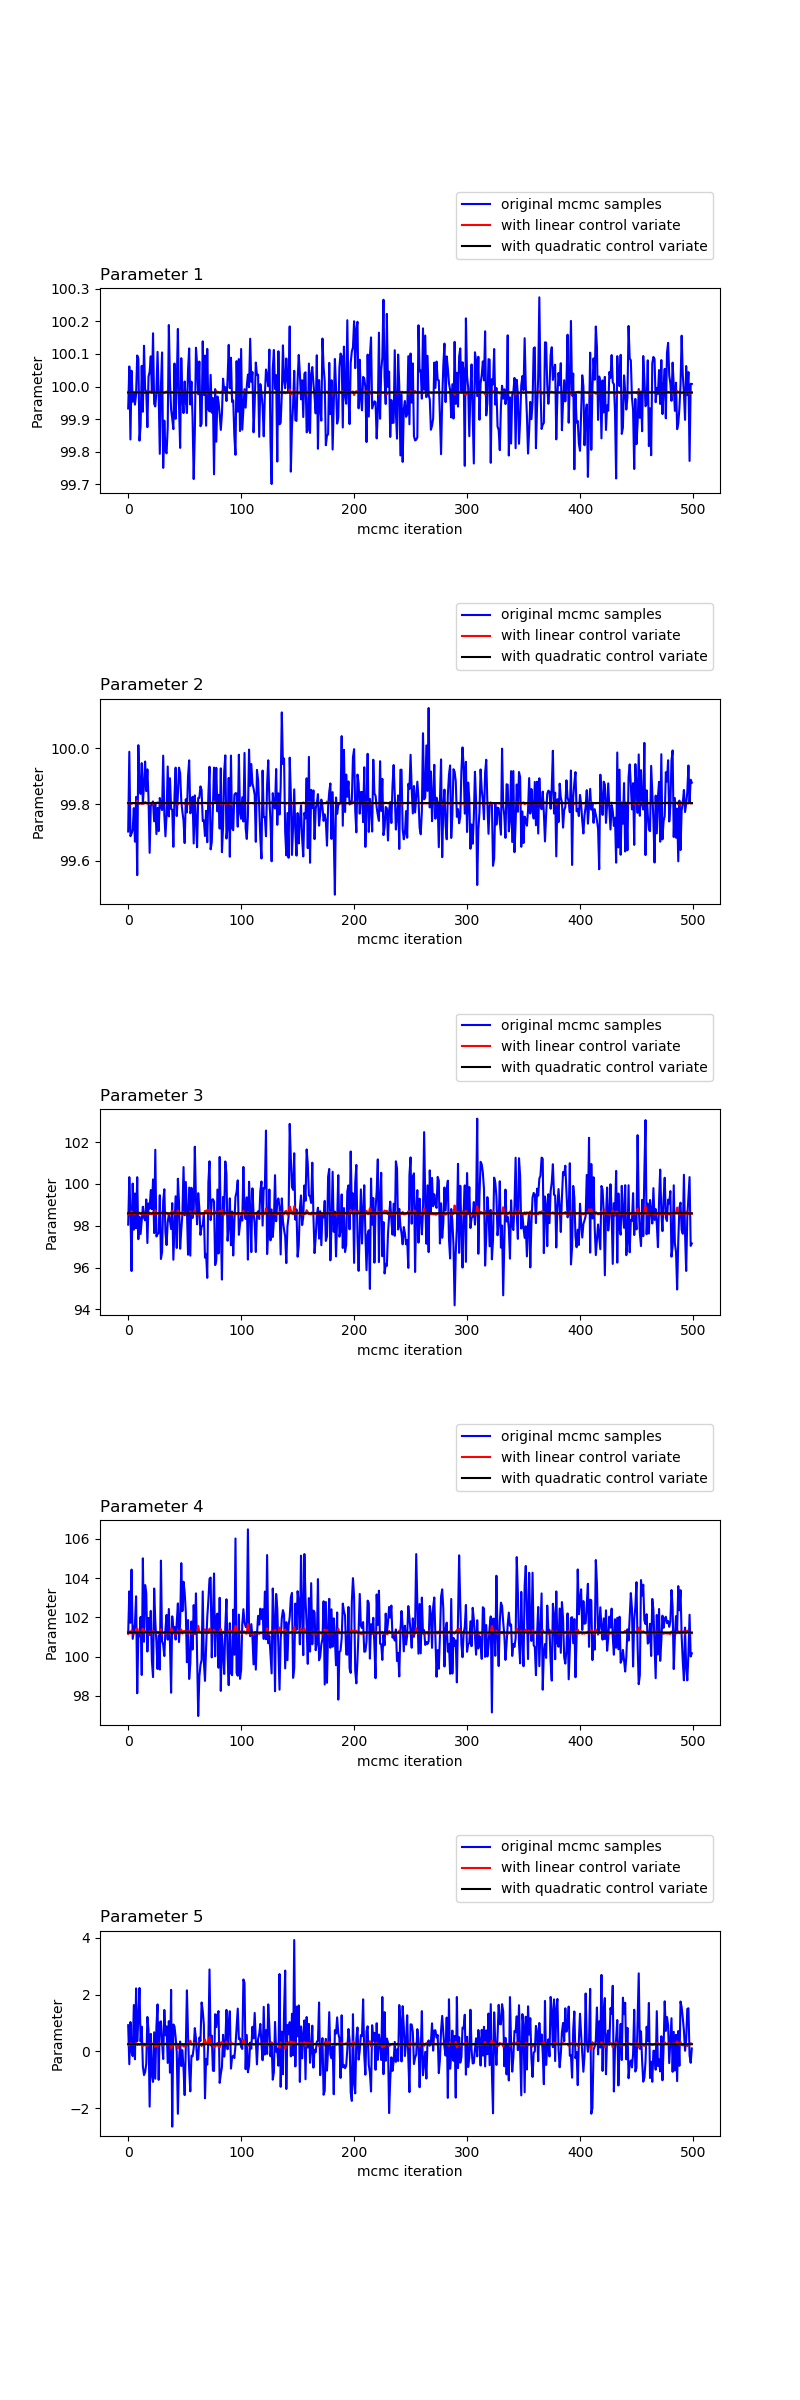 original mcmc samples
with linear control variate
with quadratic control variate
Parameter 1
100.3
100.2
100.1
100.0
99.9
99.8
99.7
Parameter
0 100 200 300 400 500
mcmc iteration
original mcmc samples
with linear control variate
with quadratic control variate
Parameter 2
100.0
99.8
99.6
Parameter
0 100 200 300 400 500
mcmc iteration
original mcmc samples
with linear control variate
with quadratic control variate
Parameter 3
102
100
98
96
94
Parameter
0 100 200 300 400 500
mcmc iteration
original mcmc samples
with linear control variate
with quadratic control variate
Parameter 4
106
104
102
100
98
Parameter
0 100 200 300 400 500
mcmc iteration
original mcmc samples
with linear control variate
with quadratic control variate
Parameter 5
4
2
0
−2
Parameter
0 100 200 300 400 500
mcmc iteration